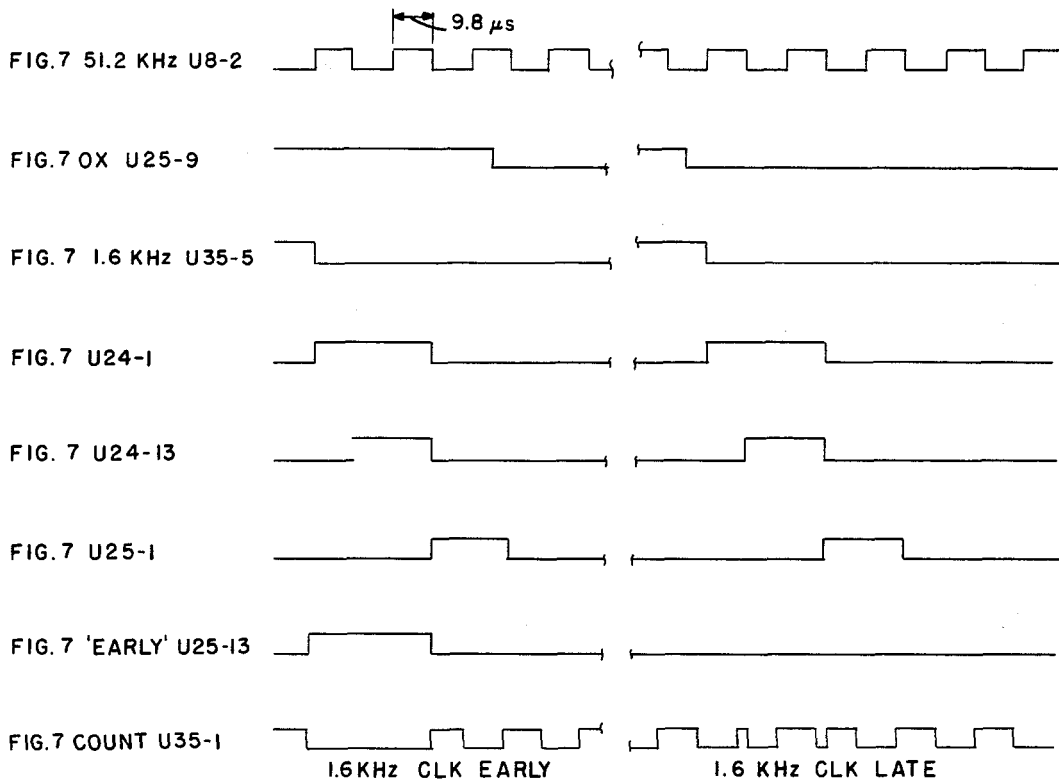 9.8 µs
FIG.7 51.2 KHz U8-2
FIG.7 OX U25-9
FIG. 7 1.6 KHz U35-5
FIG. 7 U24-1
FIG. 7 U24-13
FIG. 7 U25-1
FIG. 7 'EARLY' U25-13
FIG.7 COUNT U35-1
1.6KHz CLK EARLY
1.6 KHz CLK LATE